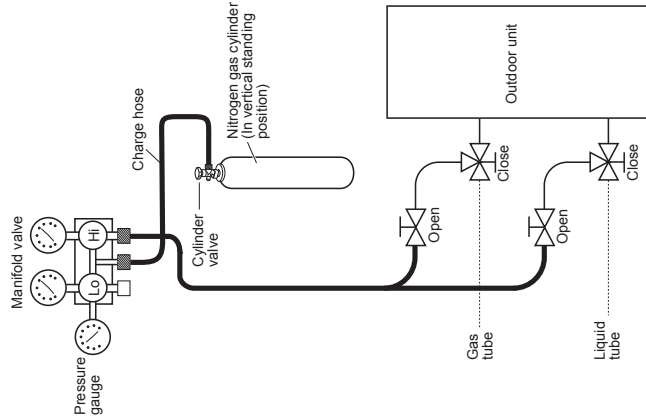 Manifold valve
Pressure
gauge
Lo
Hi
Charge hose
Cylinder
valve
Nitrogen gas cylinder
(In vertical standing
position)
Open
Close
Open
Close
Gas
tube
Liquid
tube
Outdoor unit